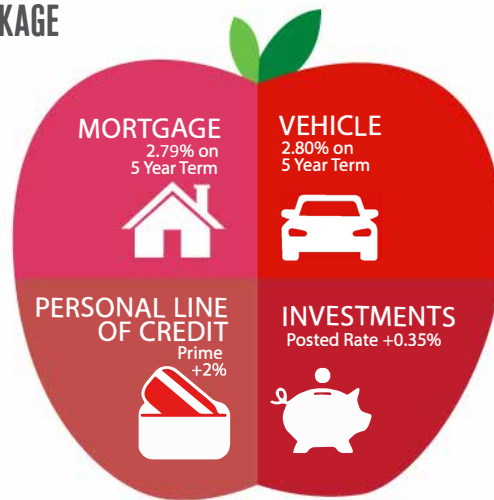 MORTGAGE
2.79% on
5 Year Term
VEHICLE
2.80% on
5 Year Term
PERSONAL LINE
OF CREDIT
Prime
+2%
INVESTMENTS
Posted Rate +0.35%